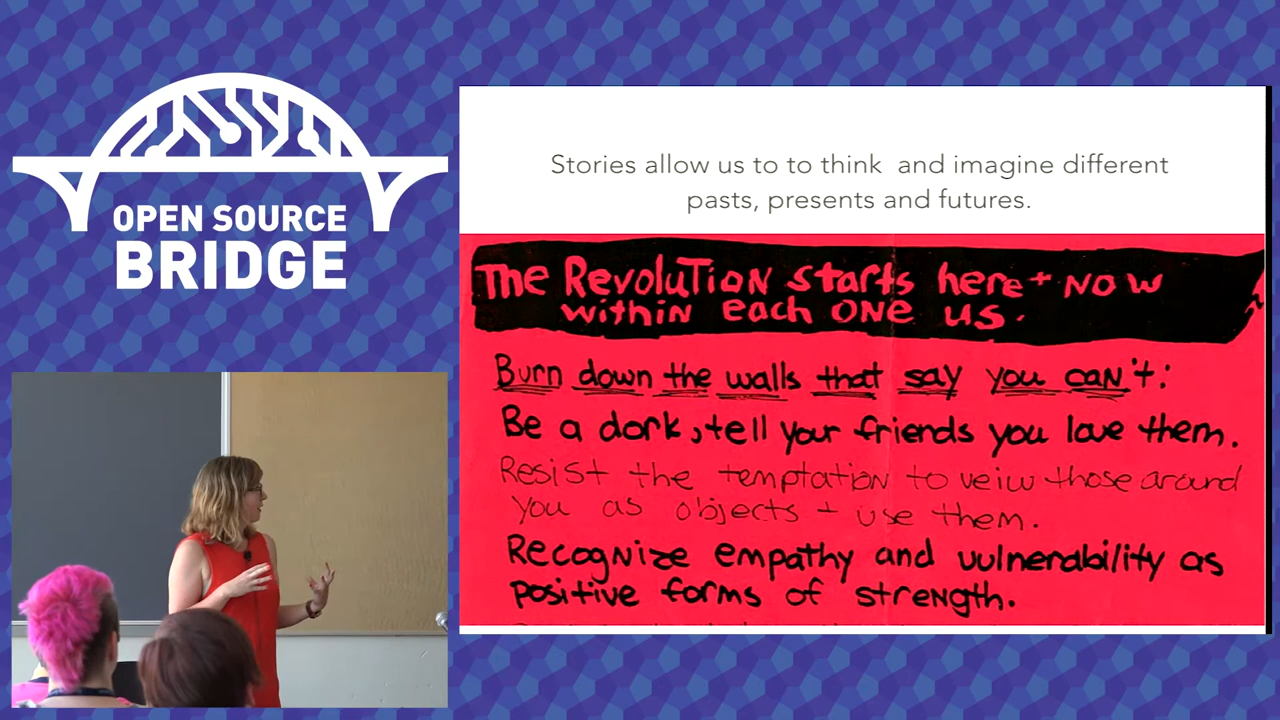 OPEN SOURCE
BRIDGE
Stories allow us to to think and imagine different
pasts, presents and futures.
The Revolution starts here + now
within each one us.
Burn down the walls that say you can't:
Be a dork, tell your friends you love them.
Resist the temptation to veiw those around
you as objects + use them.
Recognize empathy and vulnerability as
positive forms of strength.